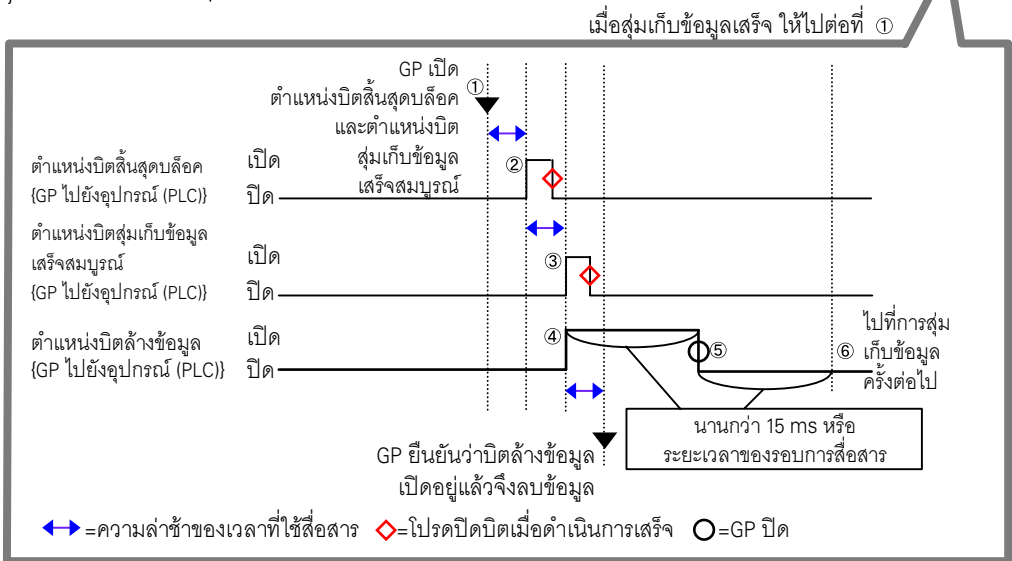 เมื่อสุ่มเก็บข้อมูลเสร็จ ให้ไปต่อที่ ①
GP เปิด
ตำแหน่งบิตสิ้นสุดบล็อค
และตำแหน่งบิต
สุ่มเก็บข้อมูล
เสร็จสมบูรณ์
①
ตำแหน่งบิตสิ้นสุดบล็อค
{GP ไปยังอุปกรณ์ (PLC)}
เปิด
ปิด
②
ตำแหน่งบิตสุ่มเก็บข้อมูล
เสร็จสมบูรณ์
{GP ไปยังอุปกรณ์ (PLC)}
เปิด
ปิด
③
ตำแหน่งบิตล้างข้อมูล
{GP ไปยังอุปกรณ์ (PLC)}
เปิด
ปิด
④
⑤
⑥
ไปที่การสุ่ม
เก็บข้อมูล
ครั้งต่อไป
นานกว่า 15 ms หรือ
ระยะเวลาของรอบการสื่อสาร
GP ยืนยันว่าบิตล้างข้อมูล
เปิดอยู่แล้วจึงลบข้อมูล
=ความล่าช้าของเวลาที่ใช้สื่อสาร =โปรดปิดบิตเมื่อดำเนินการเสร็จ =GP ปิด